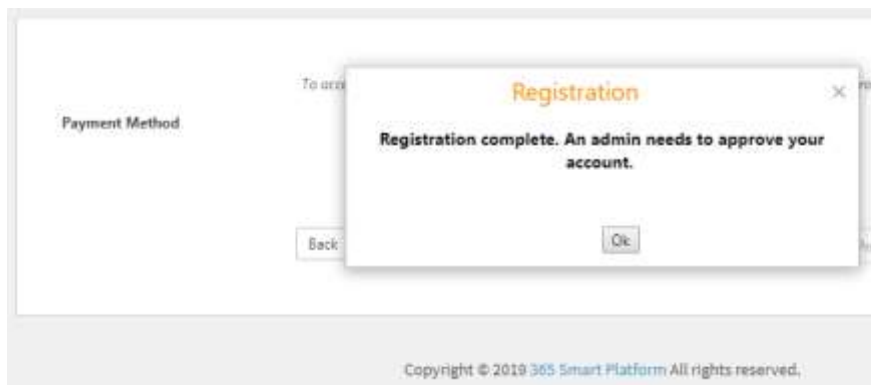 To
Registration
×
Payment Method
Registration complete. An admin needs to approve your
account.
Back
Ok
Copyright © 2019 365 Smart Platform All rights reserved.